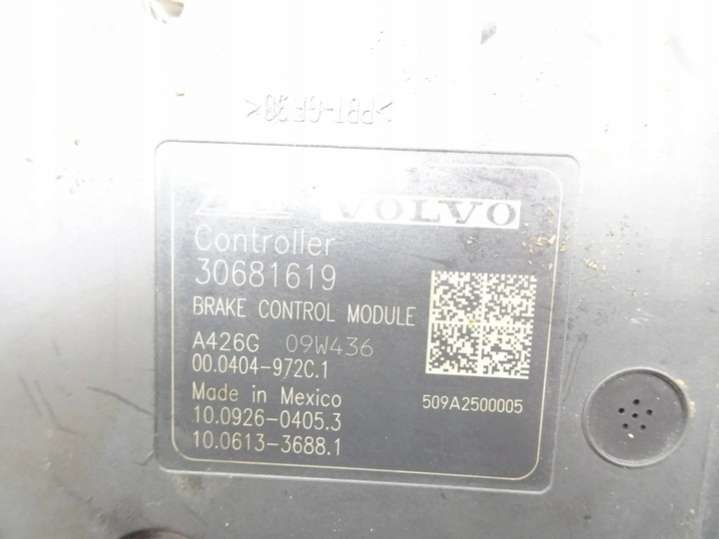 >PBT-GF30<
VOLVO
Controller
30681619
BRAKE CONTROL MODULE
A426G 09W436
00.0404-972C.1
Made in Mexico
509A2500005
10.0926-0405.3
10.0613-3688.1